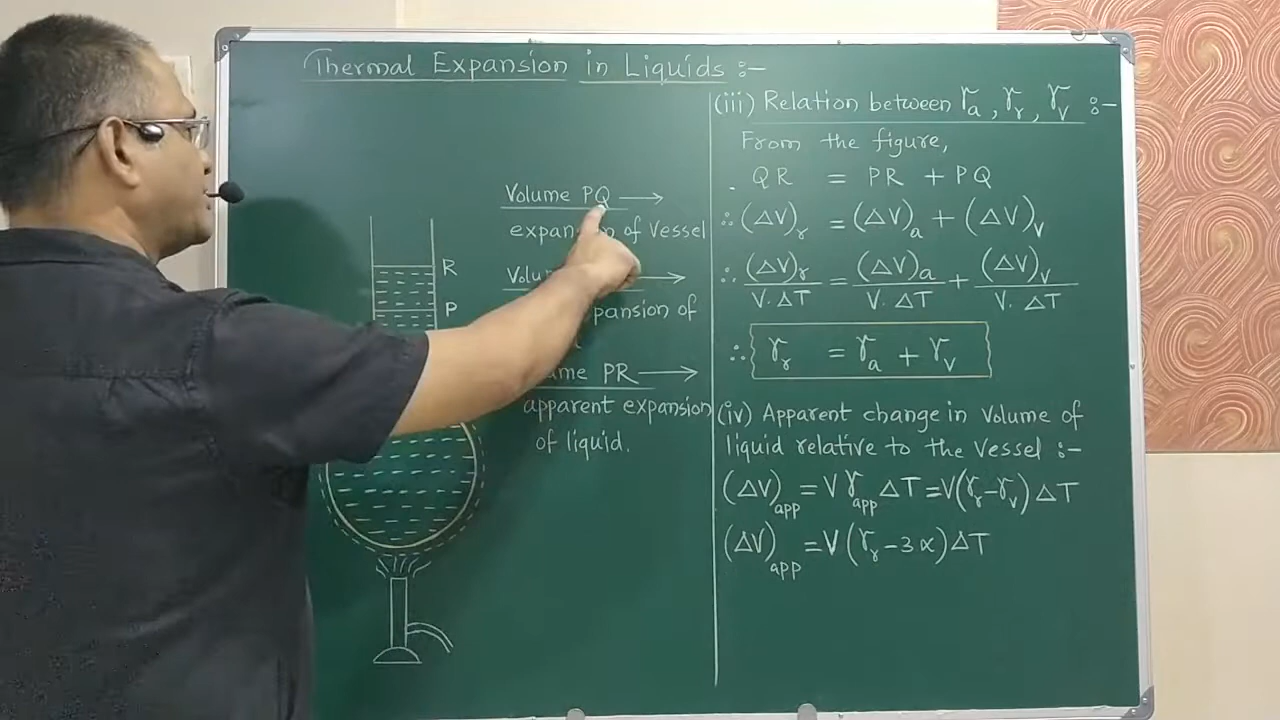 Thermal Expansion in Liquids :-
R
P
Volume PQ →
of Vessel
→
of
PR →
apparent expansion
of liquid.
(iii) Relation between γa, γr, γV :-
From the figure,
QR = PR + PQ
∴ (ΔV)r = (ΔV)a + (ΔV)V
∴ (ΔV)r / V. ΔT = (ΔV)a / V. ΔT + (ΔV)V / V. ΔT
∴ γr = γa + γV
(iv) Apparent change in Volume of
liquid relative to the Vessel :-
(ΔV)app = V γapp ΔT = V(γr – γV) ΔT
(ΔV)app = V (γr – 3α) ΔT